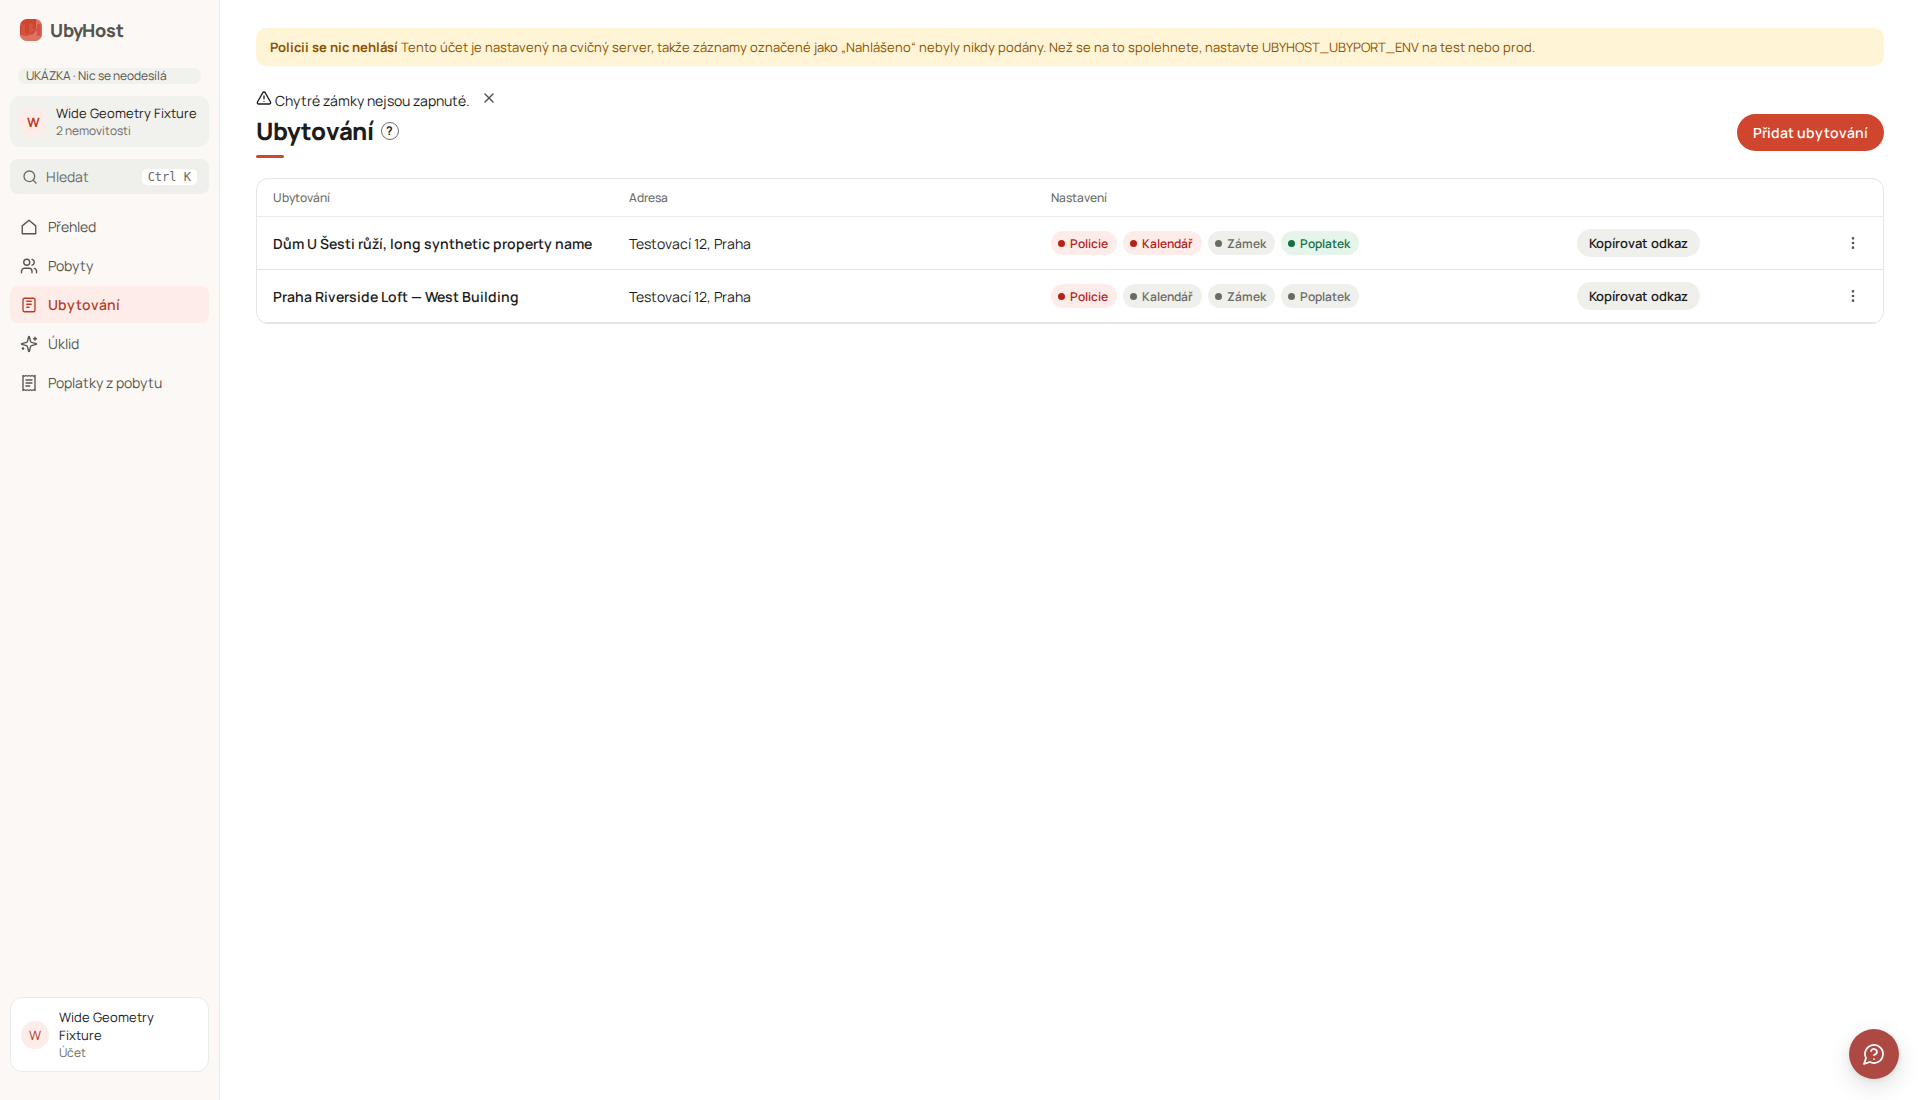 UbyHost
UKÁZKA · Nic se neodesílá
W
Wide Geometry Fixture
2 nemovitosti
Hledat
Ctrl K
Přehled
Pobyty
Ubytování
Úklid
Poplatky z pobytu
W
Wide Geometry
Fixture
Účet
Policii se nic nehlásí Tento účet je nastavený na cvičný server, takže záznamy označené jako „Nahlášeno“ nebyly nikdy podány. Než se na to spolehnete, nastavte UBYHOST_UBYPORT_ENV na test nebo prod.
Chytré zámky nejsou zapnuté.
Ubytování ?
Přidat ubytování
Ubytování Adresa Nastavení
Dům U Šesti růží, long synthetic property name Testovací 12, Praha Policie Kalendář Zámek Poplatek Kopírovat odkaz
Praha Riverside Loft — West Building Testovací 12, Praha Policie Kalendář Zámek Poplatek Kopírovat odkaz